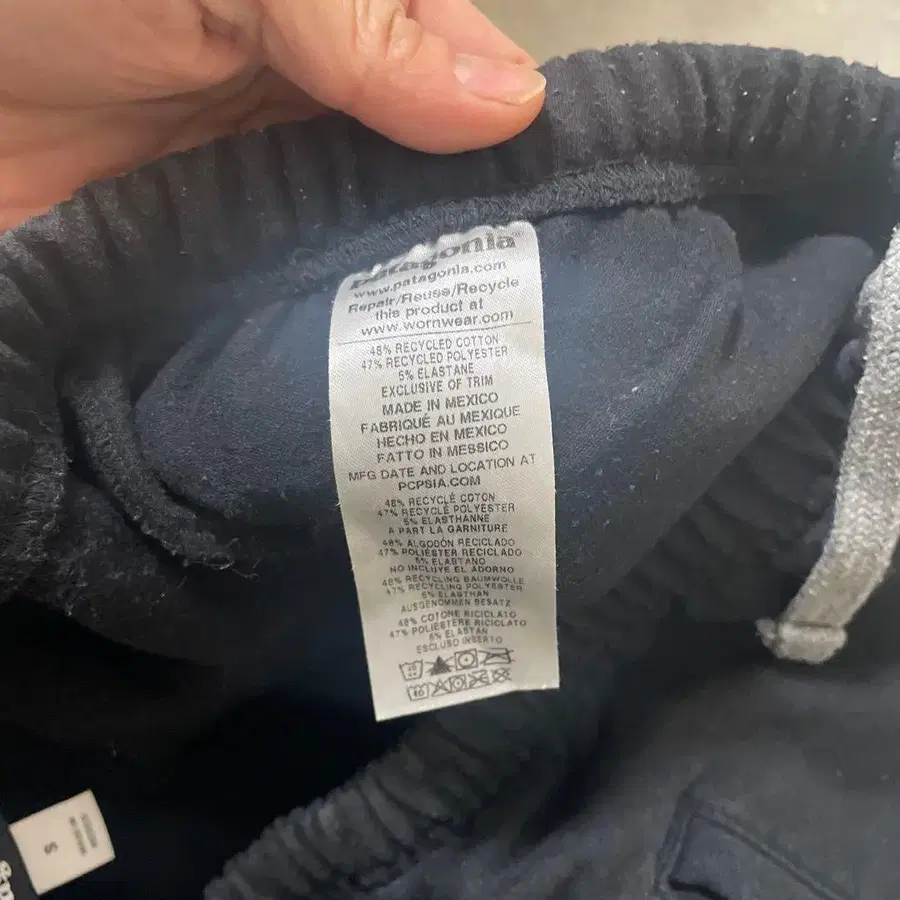 patagonia®
www.patagonia.com
Repair/Reuse/Recycle
this product at
www.wornwear.com
48% RECYCLED COTTON
47% RECYCLED POLYESTER
5% ELASTANE
EXCLUSIVE OF TRIM
MADE IN MEXICO
FABRIQUÉ AU MEXIQUE
HECHO EN MEXICO
FATTO IN MESSICO
MFG DATE AND LOCATION AT
PCPSIA.COM
48% RECYCLÉ COTON
47% RECYCLÉ POLYESTER
5% ELASTHANNE
A PART LA GARNITURE
48% ALGODÓN RECICLADO
47% POLIÉSTER RECICLADO
5% ELASTANO
NO INCLUYE EL ADORNO
48% RECYCLING BAUMWOLLE
47% RECYCLING POLYESTER
5% ELASTHAN
AUSGENOMMEN BESATZ
48% COTONE RICICLATO
47% POLIESTERE RICICLATO
5% ELASTAN
ESCLUSO INSERTO
40
S